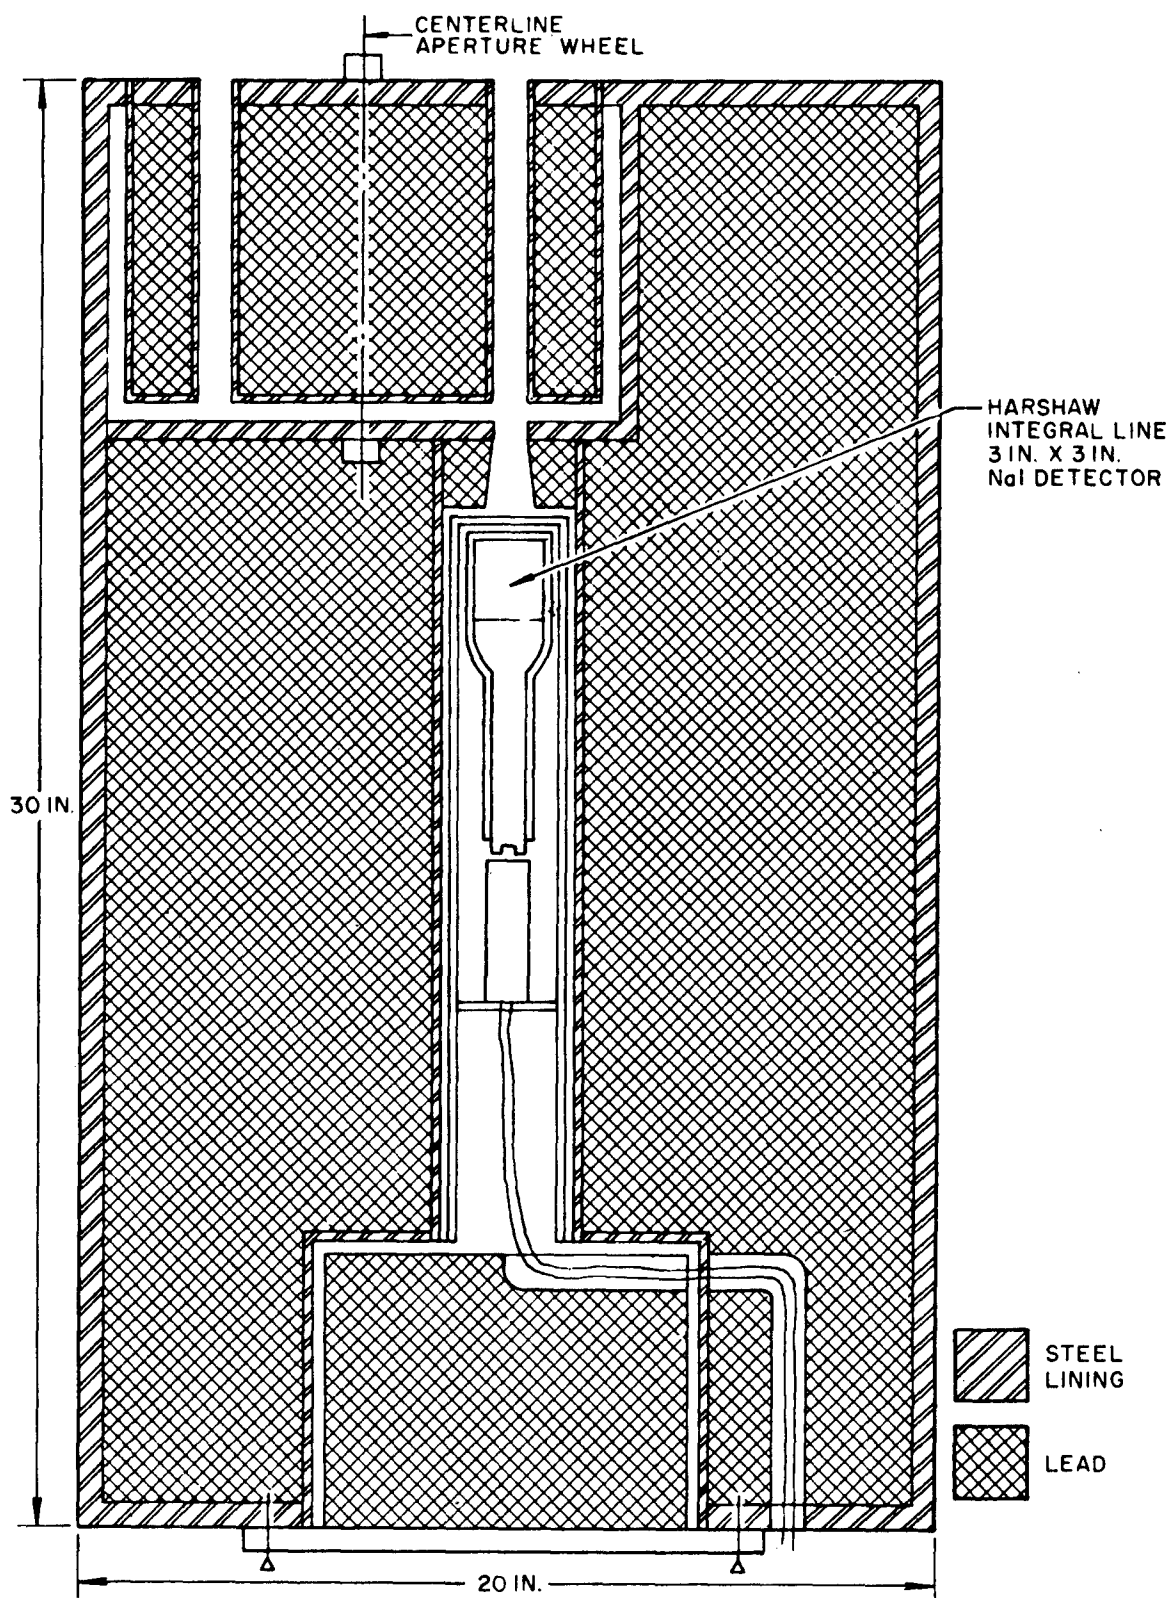 CENTERLINE
APERTURE WHEEL
HARSHAW
INTEGRAL LINE
3 IN. X 3 IN.
NaI DETECTOR
30 IN.
STEEL
LINING
LEAD
20 IN.